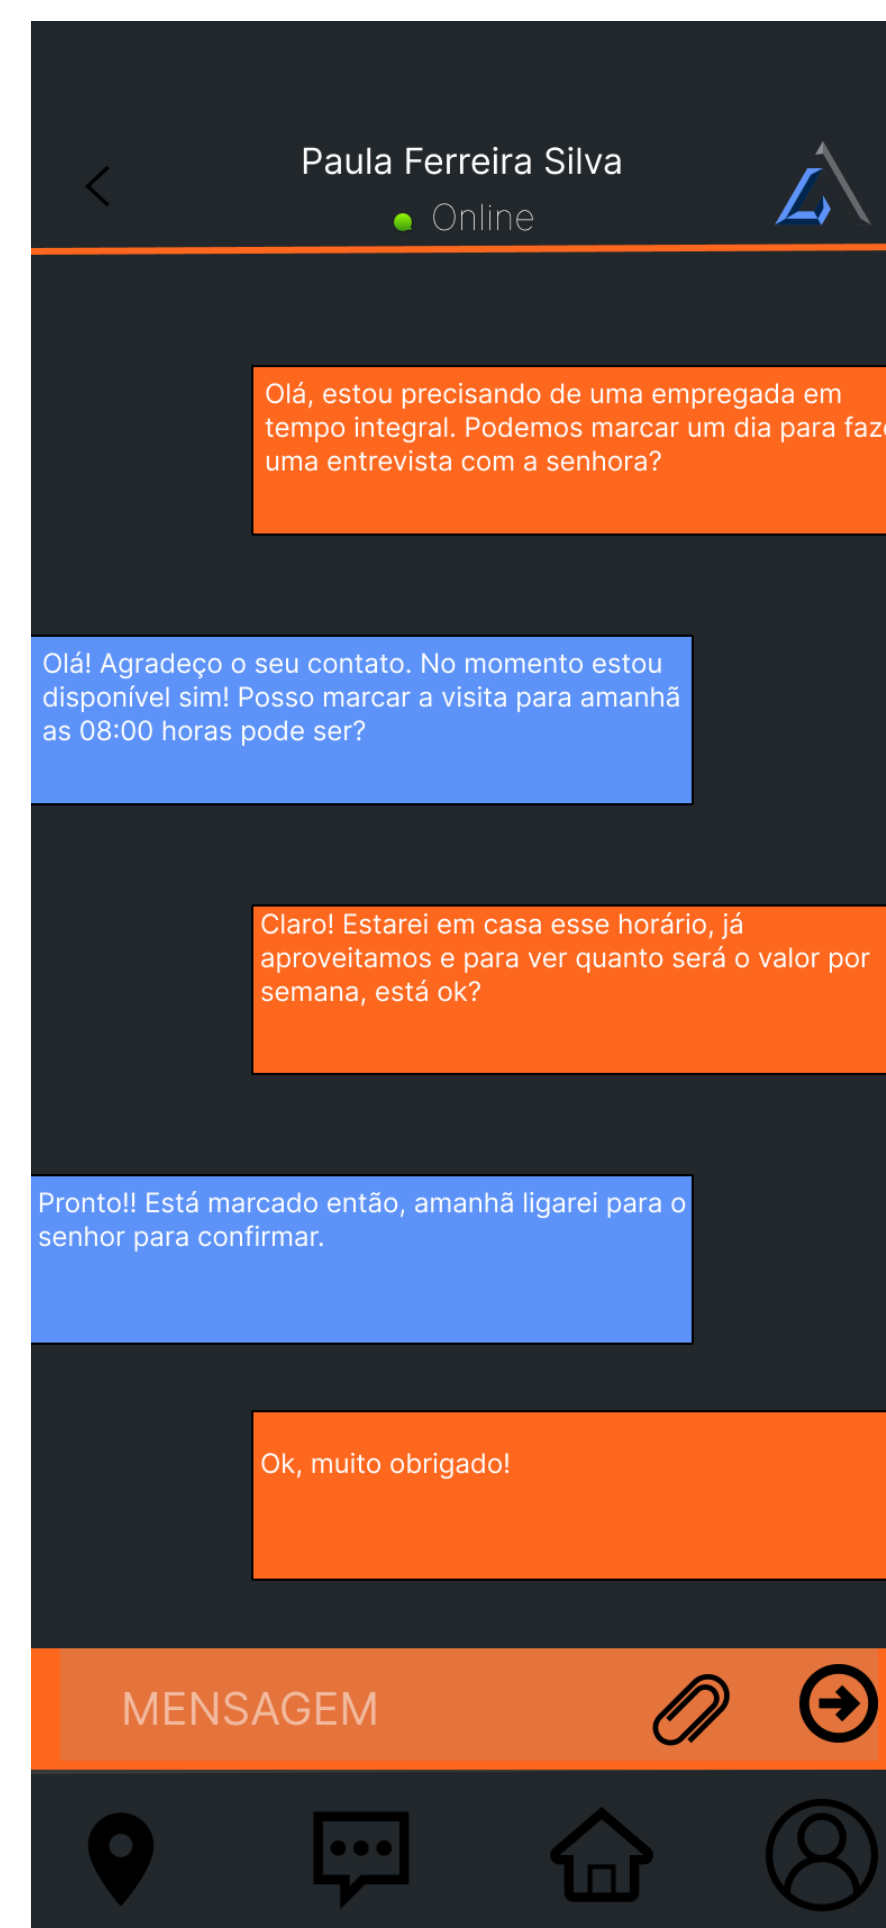 Paula Ferreira Silva
Online
Olá, estou precisando de uma empregada em
tempo integral. Podemos marcar um dia para
uma entrevista com a senhora?
Olá! Agradeço o seu contato. No momento estou
disponível sim! Posso marcar a visita para amanhã
as 08:00 horas pode ser?
Claro! Estarei em casa esse horário, já
aproveitamos e para ver quanto será o valor por
semana, está ok?
Pronto!! Está marcado então, amanhã ligarei para o
senhor para confirmar.
Ok, muito obrigado!
MENSAGEM